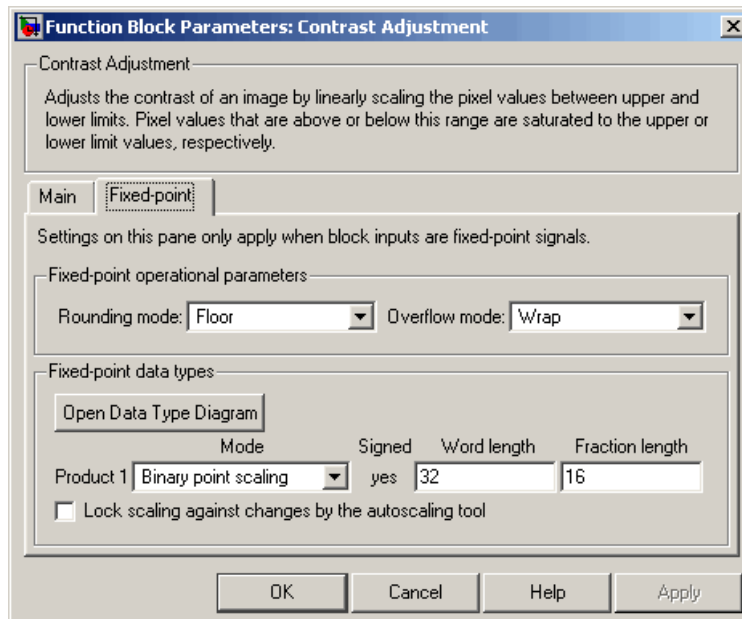 Function Block Parameters: Contrast Adjustment
Contrast Adjustment
Adjusts the contrast of an image by linearly scaling the pixel values between upper and
lower limits. Pixel values that are above or below this range are saturated to the upper or
lower limit values, respectively.
Main Fixed-point
Settings on this pane only apply when block inputs are fixed-point signals.
Fixed-point operational parameters
Rounding mode: Floor Overflow mode: Wrap
Fixed-point data types
Open Data Type Diagram
Mode Signed Word length Fraction length
Product 1 Binary point scaling yes 32 16
Lock scaling against changes by the autoscaling tool
OK Cancel Help Apply